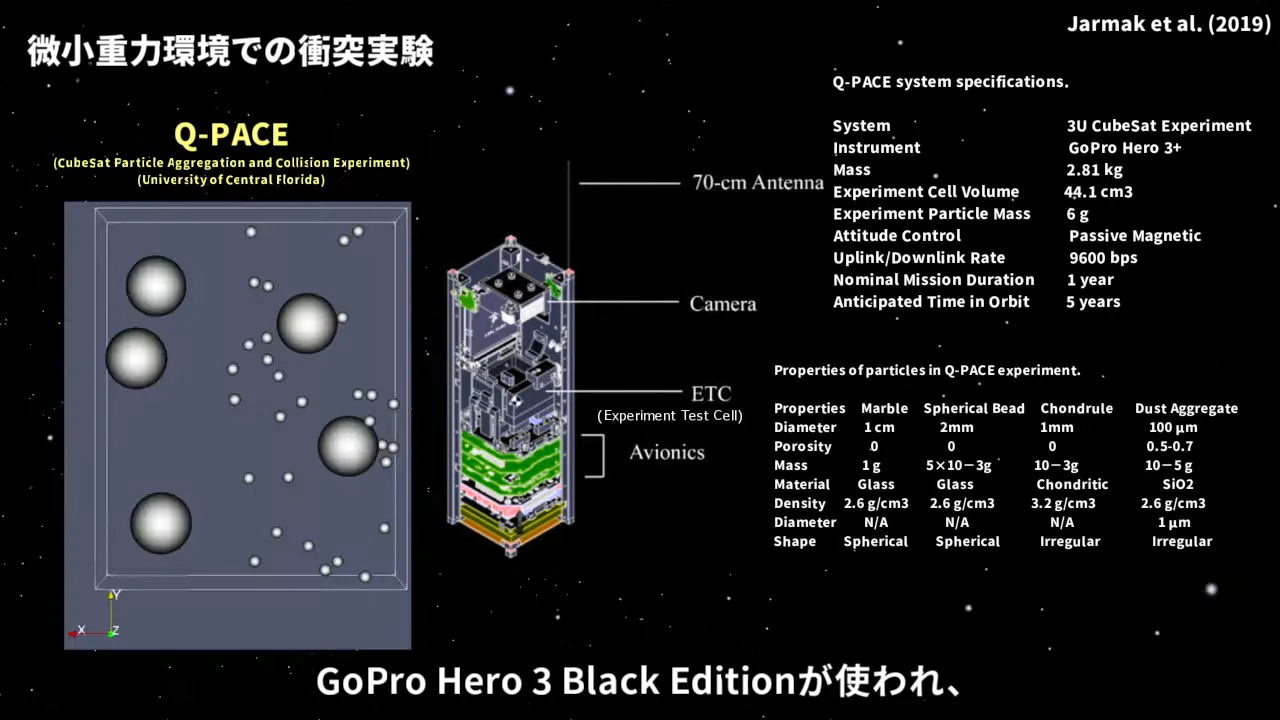 Jarmak et al. (2019)
微小重力環境での衝突実験
Q-PACE
(CubeSat Particle Aggregation and Collision Experiment)
(University of Central Florida)
Y
X
Z
70-cm Antenna
Camera
ETC
(Experiment Test Cell)
Avionics
Q-PACE system specifications.
System 3U CubeSat Experiment
Instrument GoPro Hero 3+
Mass 2.81 kg
Experiment Cell Volume 44.1 cm3
Experiment Particle Mass 6 g
Attitude Control Passive Magnetic
Uplink/Downlink Rate 9600 bps
Nominal Mission Duration 1 year
Anticipated Time in Orbit 5 years
Properties of particles in Q-PACE experiment.
Properties Marble Spherical Bead Chondrule Dust Aggregate
Diameter 1 cm 2mm 1mm 100 μm
Porosity 0 0 0 0.5-0.7
Mass 1 g 5×10−3g 10−3g 10−5 g
Material Glass Glass Chondritic SiO2
Density 2.6 g/cm3 2.6 g/cm3 3.2 g/cm3 2.6 g/cm3
Diameter N/A N/A N/A 1 μm
Shape Spherical Spherical Irregular Irregular
GoPro Hero 3 Black Editionが使われ、